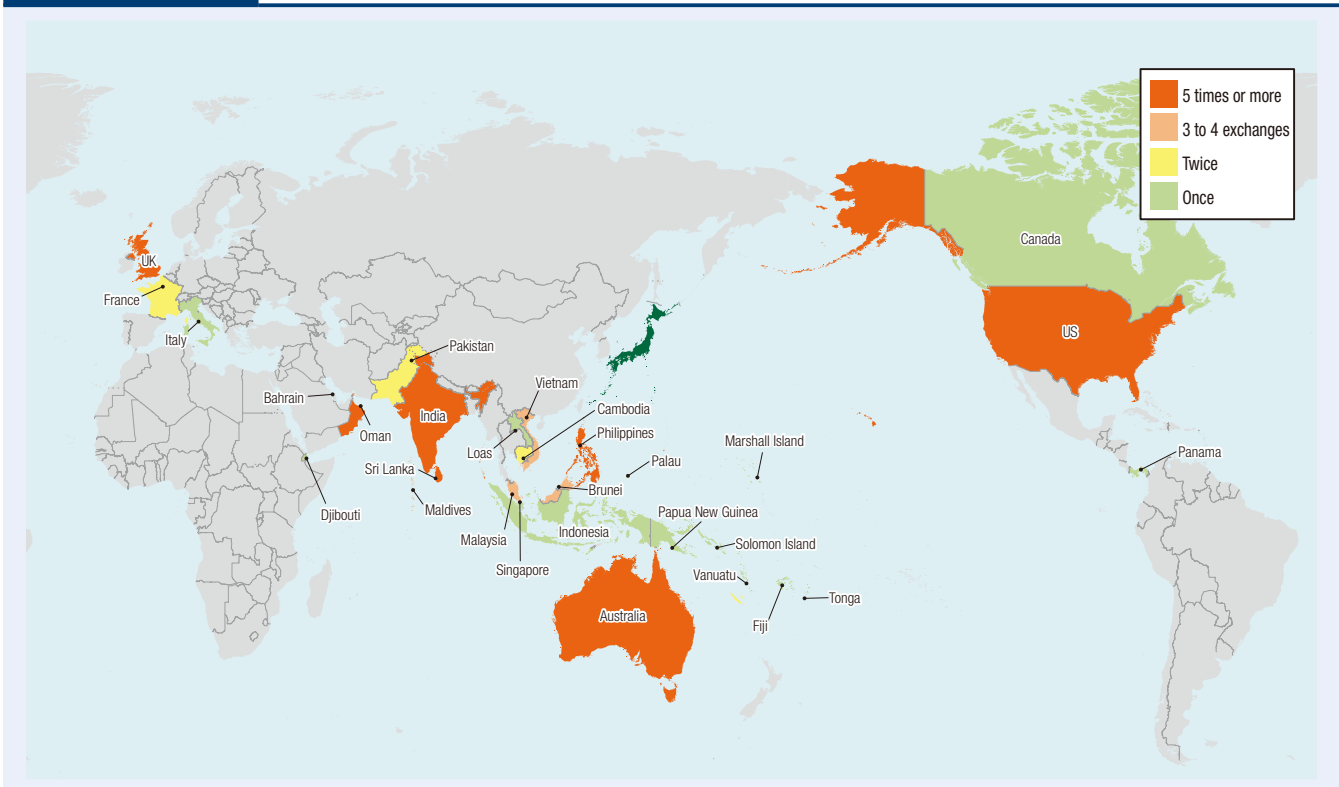 5 times or more
3 to 4 exchanges
Twice
Once
Canada
UK
France
US
Italy
Pakistan
Vietnam
Bahrain
Cambodia
India
Oman
Philippines
Marshall Island
Loas
Panama
Palau
Sri Lanka
Brunei
Maldives
Papua New Guinea
Djibouti
Indonesia
Malaysia
Solomon Island
Singapore
Vanuatu
Tonga
Australia
Fiji